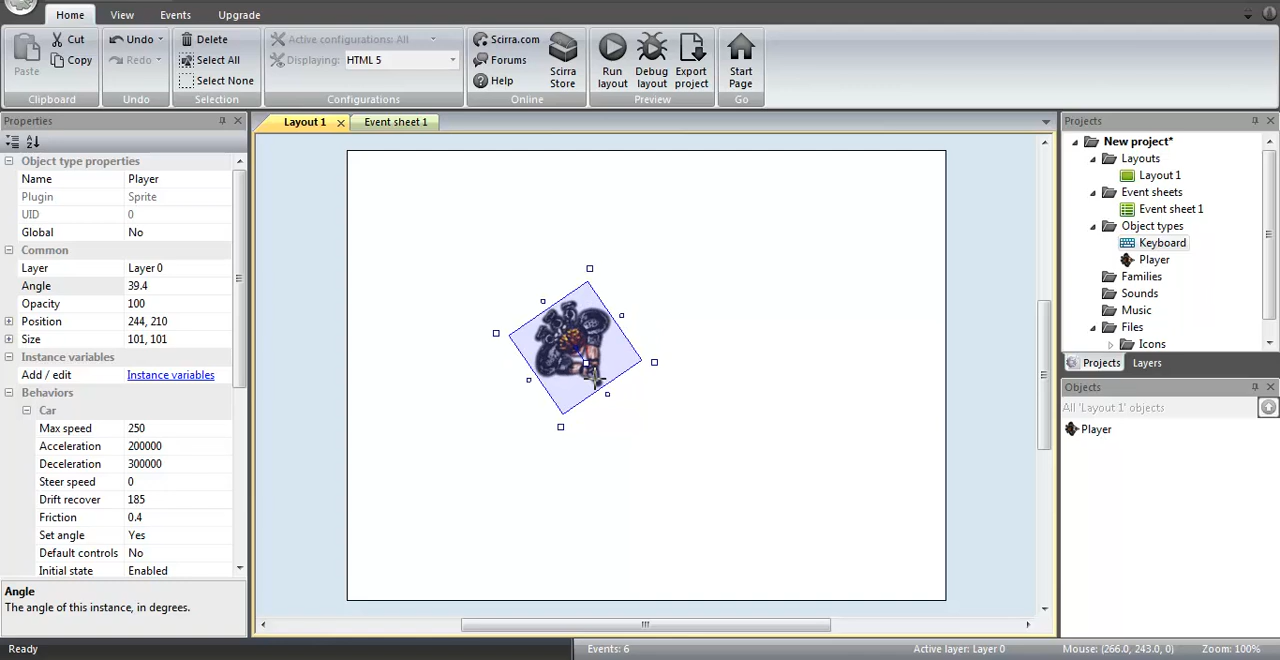 Home View Events Upgrade
Paste Cut Copy
Clipboard
Undo Redo
Undo
Delete
Select All
Select None
Selection
Active configurations: All
Displaying: HTML 5
Configurations
Scirra.com
Forums
Help
Scirra Store
Online
Run layout Debug layout Export project
Preview
Start Page
Go
Properties
Layout 1 Event sheet 1
Object type properties
Name Player
Plugin Sprite
UID 0
Global No
Common
Layer Layer 0
Angle 39.4
Opacity 100
Position 244, 210
Size 101, 101
Instance variables
Add / edit Instance variables
Behaviors
Car
Max speed 250
Acceleration 200000
Deceleration 300000
Steer speed 0
Drift recover 185
Friction 0.4
Set angle Yes
Default controls No
Initial state Enabled
Angle
The angle of this instance, in degrees.
Projects
New project*
Layouts
Layout 1
Event sheets
Event sheet 1
Object types
Keyboard
Player
Families
Sounds
Music
Files
Icons
Projects Layers
Objects
All 'Layout 1' objects
Player
Ready Events: 6 Active layer: Layer 0 Mouse: (266.0, 243.0, 0) Zoom: 100%